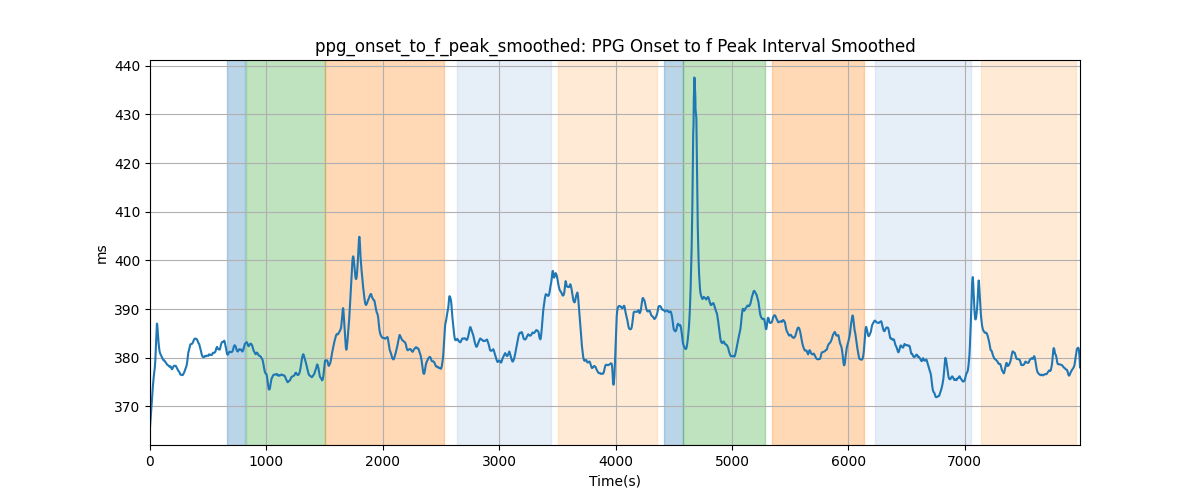 ppg_onset_to_f_peak_smoothed: PPG Onset to f Peak Interval Smoothed
440
430
420
410
400
390
380
370
ms
0 1000 2000 3000 4000 5000 6000 7000
Time(s)